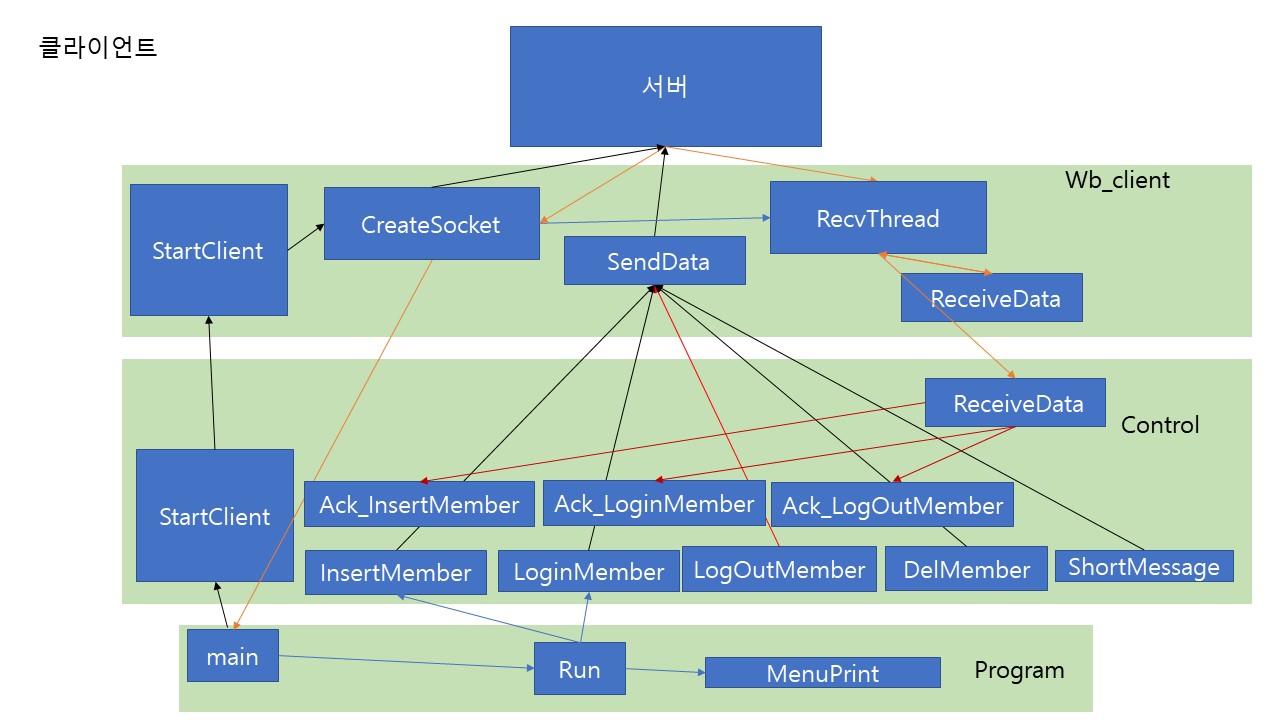 클라이언트
서버
Wb_client
StartClient
CreateSocket
RecvThread
SendData
ReceiveData
ReceiveData
Control
StartClient
Ack_InsertMember
Ack_LoginMember
Ack_LogOutMember
InsertMember
LoginMember
LogOutMember
DelMember
ShortMessage
main
Run
MenuPrint
Program